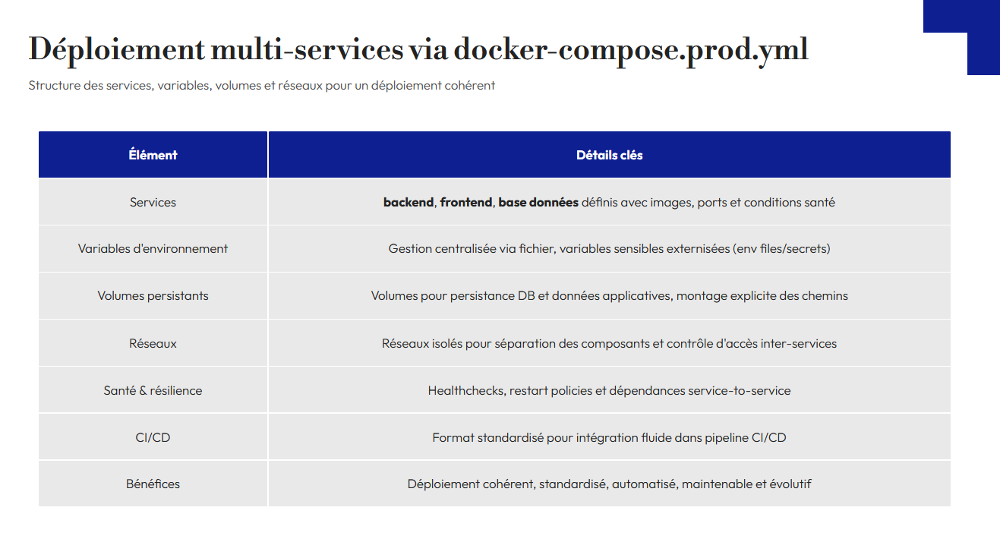 Déploiement multi-services via docker-compose.prod.yml
Structure des services, variables, volumes et réseaux pour un déploiement cohérent
Élément
Détails clés
Services
backend, frontend, base données définis avec images, ports et conditions santé
Variables d'environnement
Gestion centralisée via fichier, variables sensibles externisées (env files/secrets)
Volumes persistants
Volumes pour persistance DB et données applicatives, montage explicite des chemins
Réseaux
Réseaux isolés pour séparation des composants et contrôle d'accès inter-services
Santé & résilience
Healthchecks, restart policies et dépendances service-to-service
CI/CD
Format standardisé pour intégration fluide dans pipeline CI/CD
Bénéfices
Déploiement cohérent, standardisé, automatisé, maintenable et évolutif